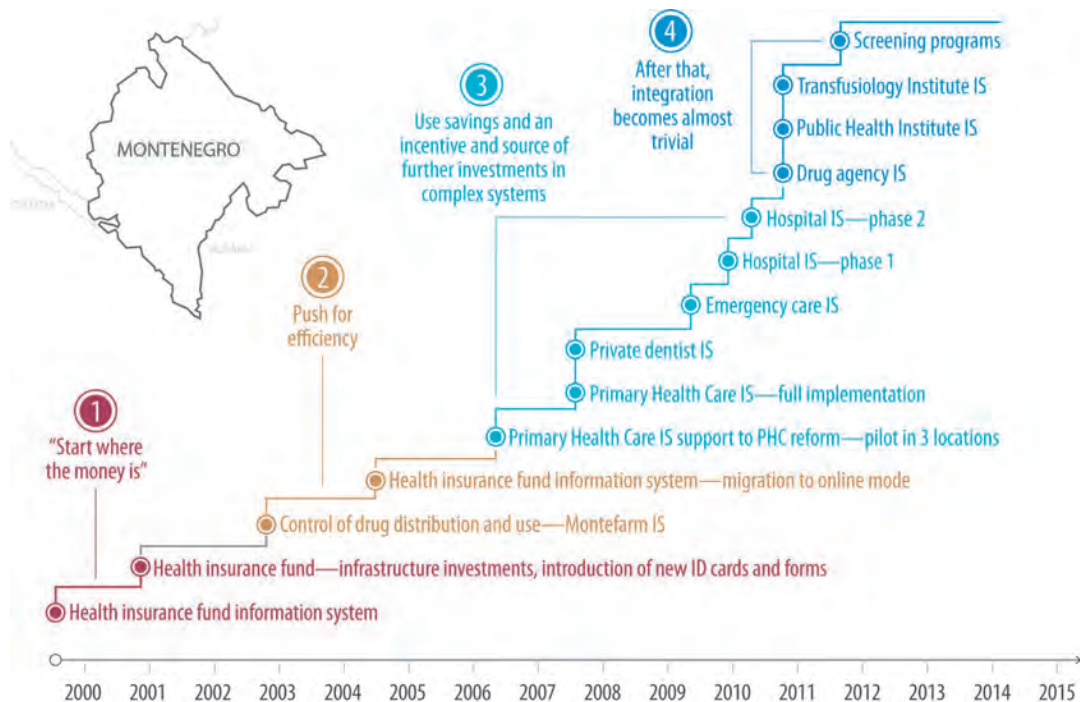 MONTENEGRO
1
"Start where
the money is"
2
Push for
efficiency
3
Use savings and an
incentive and source of
further investments in
complex systems
4
After that,
integration
becomes almost
trivial
Screening programs
Transfusiology Institute IS
Public Health Institute IS
Drug agency IS
Hospital IS—phase 2
Hospital IS—phase 1
Emergency care IS
Private dentist IS
Primary Health Care IS—full implementation
Primary Health Care IS support to PHC reform—pilot in 3 locations
Health insurance fund information system—migration to online mode
Control of drug distribution and use—Montefarm IS
Health insurance fund—infrastructure investments, introduction of new ID cards and forms
Health insurance fund information system
2000 2001 2002 2003 2004 2005 2006 2007 2008 2009 2010 2011 2012 2013 2014 2015